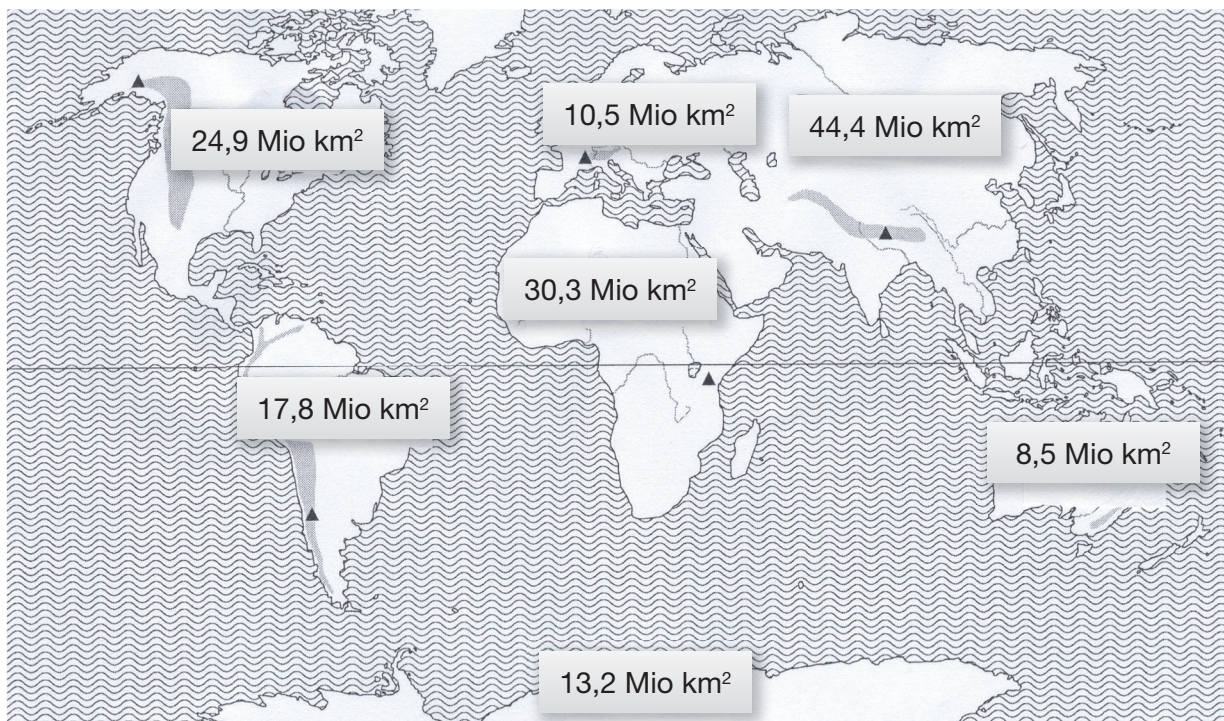 10,5 Mio km²
44,4 Mio km²
24,9 Mio km²
30,3 Mio km²
17,8 Mio km²
8,5 Mio km²
13,2 Mio km²